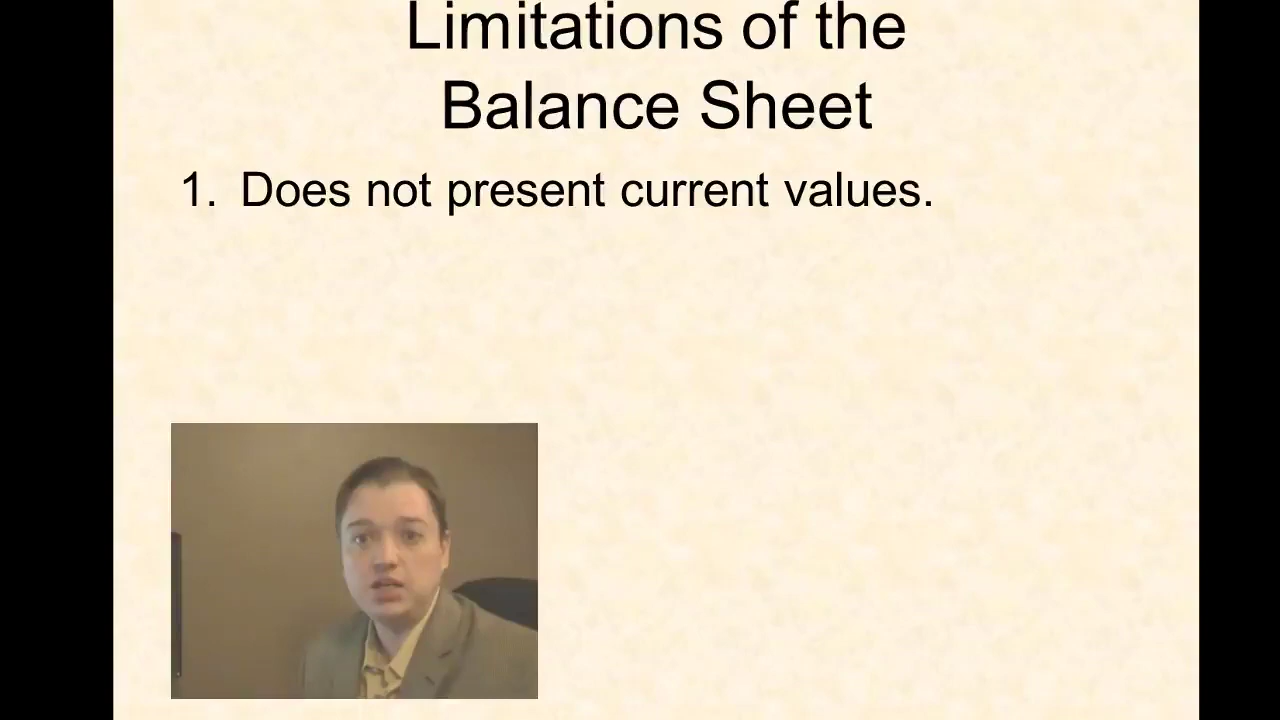 Limitations of the
Balance Sheet
1. Does not present current values.